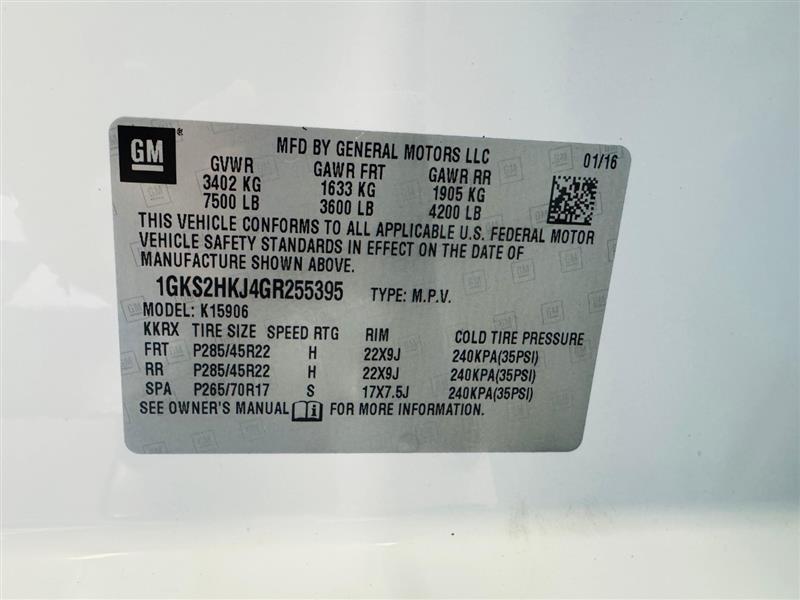 GM
MFD BY GENERAL MOTORS LLC 01/16
GVWR GAWR FRT GAWR RR
3402 KG 1633 KG 1905 KG
7500 LB 3600 LB 4200 LB
THIS VEHICLE CONFORMS TO ALL APPLICABLE U.S. FEDERAL MOTOR
VEHICLE SAFETY STANDARDS IN EFFECT ON THE DATE OF
MANUFACTURE SHOWN ABOVE.
1GKS2HKJ4GR255395 TYPE: M.P.V.
MODEL: K15906
KKRX TIRE SIZE SPEED RTG RIM COLD TIRE PRESSURE
FRT P285/45R22 H 22X9J 240KPA(35PSI)
RR P285/45R22 H 22X9J 240KPA(35PSI)
SPA P265/70R17 S 17X7.5J 240KPA(35PSI)
SEE OWNER'S MANUAL FOR MORE INFORMATION.